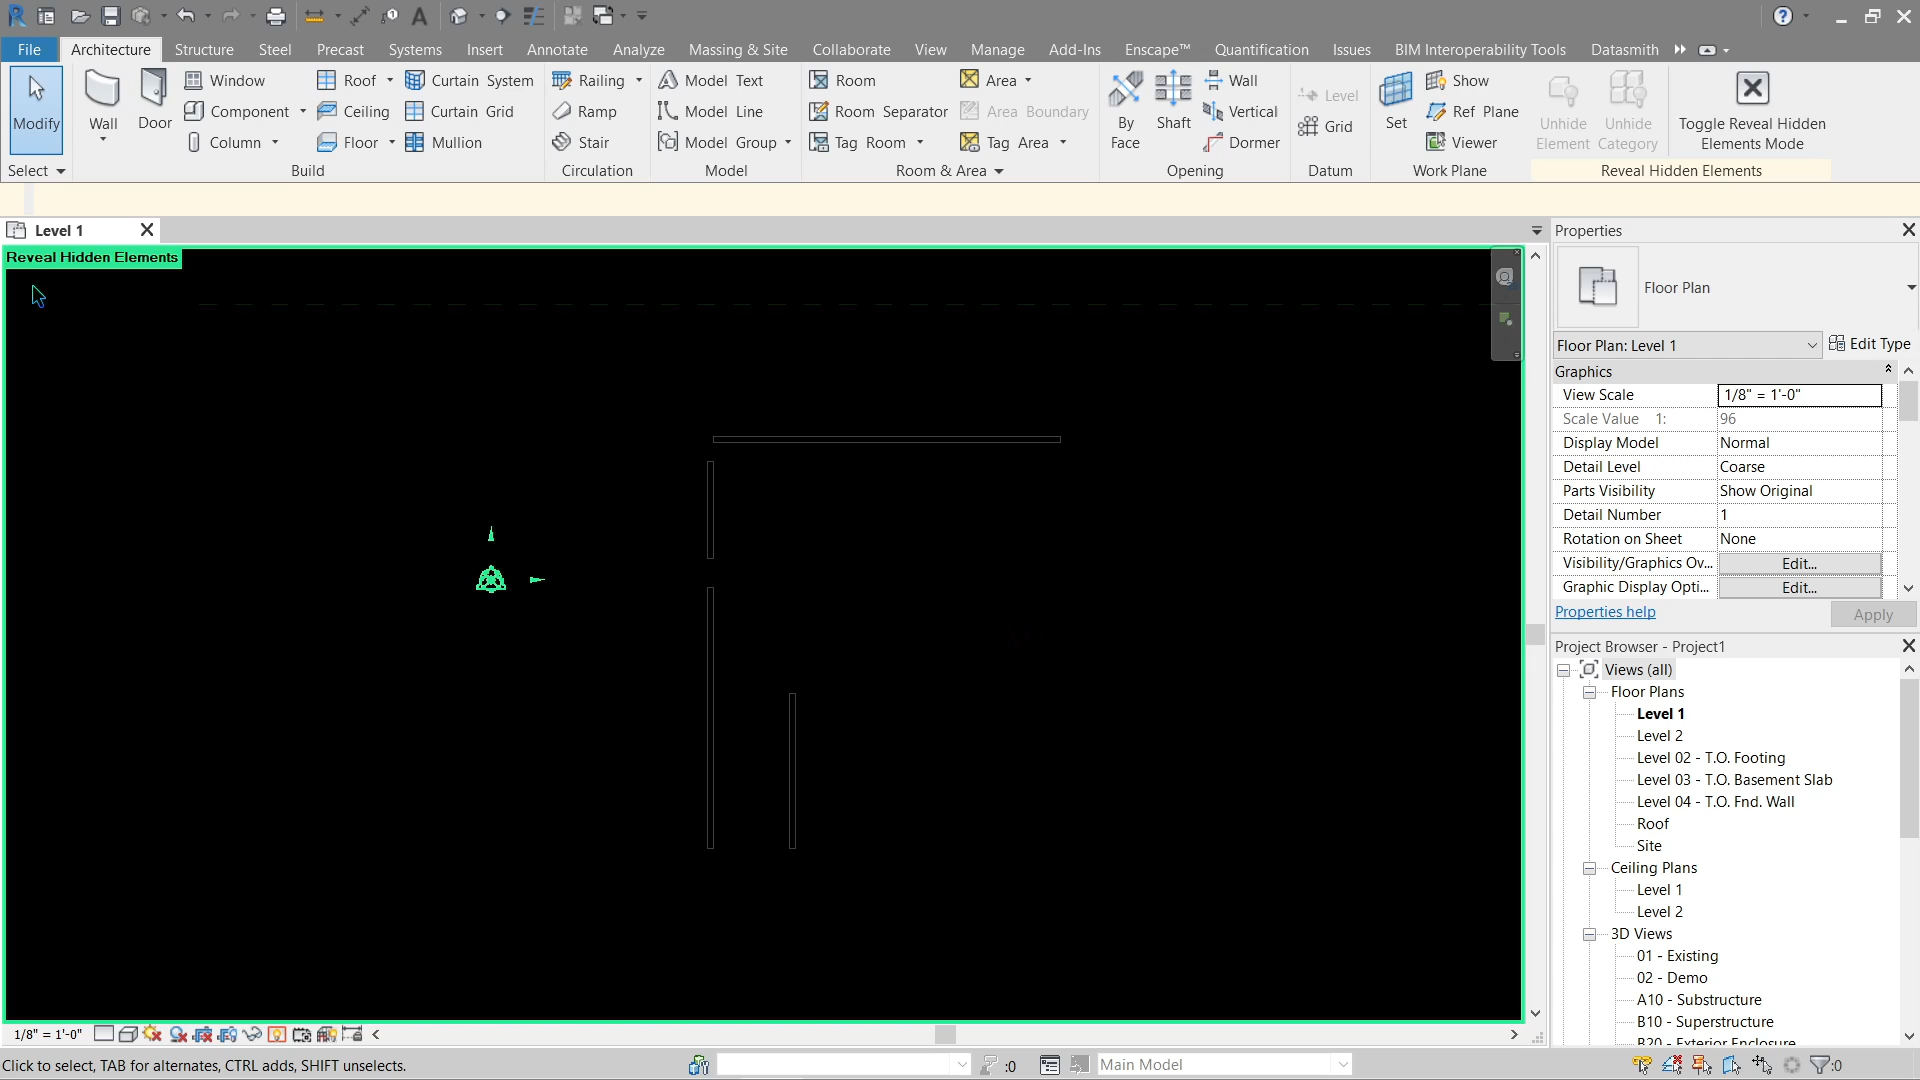 File Architecture Structure Steel Precast Systems Insert Annotate Analyze Massing & Site Collaborate View Manage Add-Ins Enscape™ Quantification Issues BIM Interoperability Tools Datasmith
Modify
Select
Wall
Door
Window
Component
Column
Roof
Ceiling
Floor
Curtain System
Curtain Grid
Mullion
Build
Railing
Ramp
Stair
Circulation
Model Text
Model Line
Model Group
Model
Room
Room Separator
Tag Room
Area
Area Boundary
Tag Area
Room & Area
By
Face
Shaft
Wall
Vertical
Dormer
Opening
Level
Grid
Datum
Set
Show
Ref Plane
Viewer
Work Plane
Unhide
Element
Unhide
Category
Toggle Reveal Hidden
Elements Mode
Reveal Hidden Elements
Level 1
Reveal Hidden Elements
Properties
Floor Plan
Floor Plan: Level 1
Edit Type
Graphics
View Scale 1/8" = 1'-0"
Scale Value 1: 96
Display Model Normal
Detail Level Coarse
Parts Visibility Show Original
Detail Number 1
Rotation on Sheet None
Visibility/Graphics Ov... Edit...
Graphic Display Opti... Edit...
Properties help
Apply
Project Browser - Project1
Views (all)
Floor Plans
Level 1
Level 2
Level 02 - T.O. Footing
Level 03 - T.O. Basement Slab
Level 04 - T.O. Fnd. Wall
Roof
Site
Ceiling Plans
Level 1
Level 2
3D Views
01 - Existing
02 - Demo
A10 - Substructure
B10 - Superstructure
B20 - Exterior Enclosure
1/8" = 1'-0"
Click to select, TAB for alternates, CTRL adds, SHIFT unselects.
:0
Main Model
:0